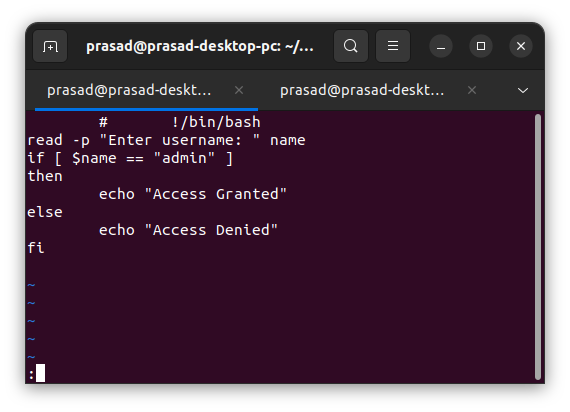 prasad@prasad-desktop-pc: ~/...
prasad@prasad-deskt... × prasad@prasad-deskt... ×
        #       !/bin/bash
read -p "Enter username: " name
if [ $name == "admin" ]
then
        echo "Access Granted"
else
        echo "Access Denied"
fi
~
~
~
~
~
: